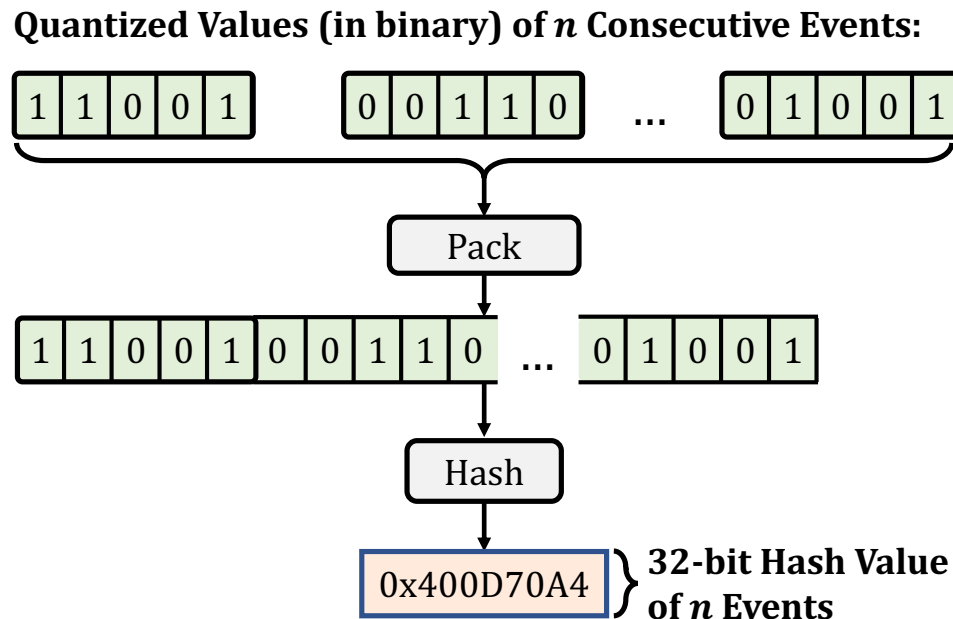 Quantized Values (in binary) of n Consecutive Events:
1 1 0 0 1 0 0 1 1 0 ... 0 1 0 0 1
Pack
1 1 0 0 1 0 0 1 1 0 ... 0 1 0 0 1
Hash
0x400D70A4
32-bit Hash Value
of n Events